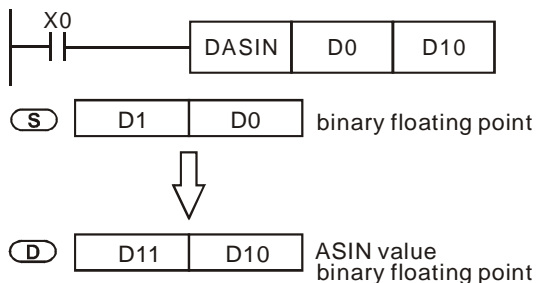 X0
DASIN D0 D10
S D1 D0 binary floating point
D D11 D10 ASIN value
binary floating point